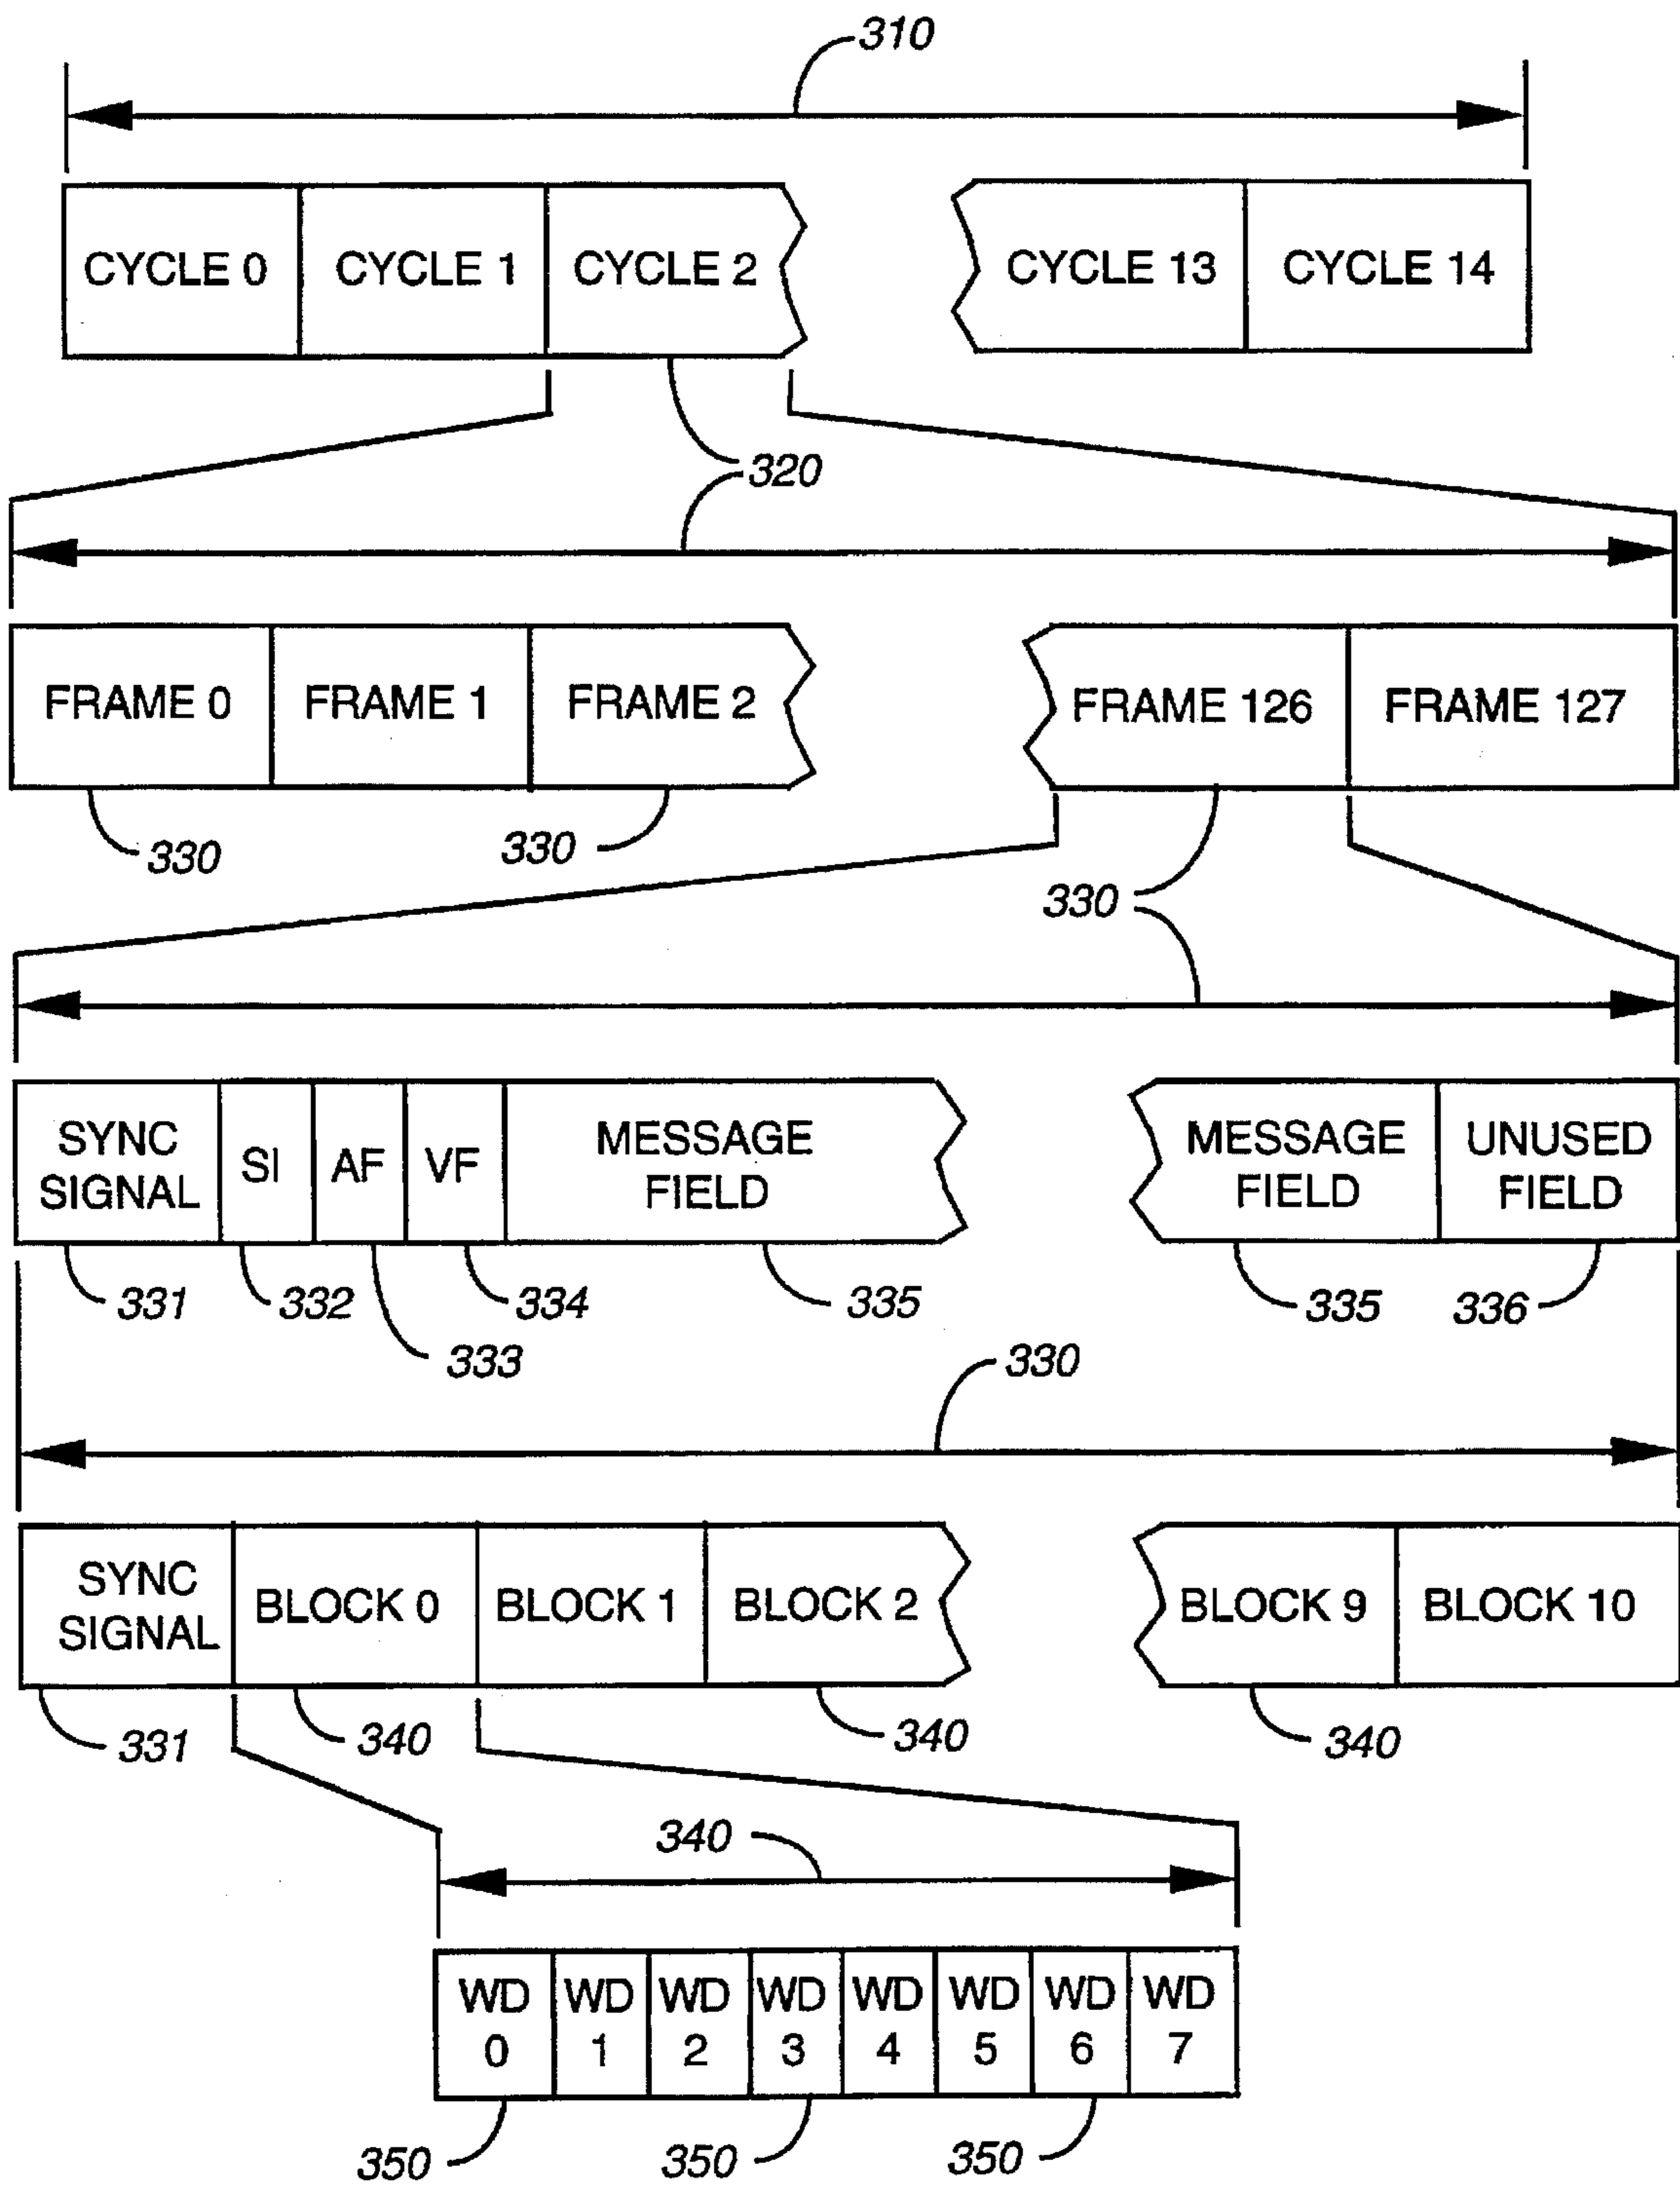 310
CYCLE 0 CYCLE 1 CYCLE 2 CYCLE 13 CYCLE 14
320
FRAME 0 FRAME 1 FRAME 2 FRAME 126 FRAME 127
330 330
330
SYNC SIGNAL SI AF VF MESSAGE FIELD MESSAGE FIELD UNUSED FIELD
331 332 334 335 335 336
333
330
SYNC SIGNAL BLOCK 0 BLOCK 1 BLOCK 2 BLOCK 9 BLOCK 10
331 340 340 340
340
WD 0 WD 1 WD 2 WD 3 WD 4 WD 5 WD 6 WD 7
350 350 350